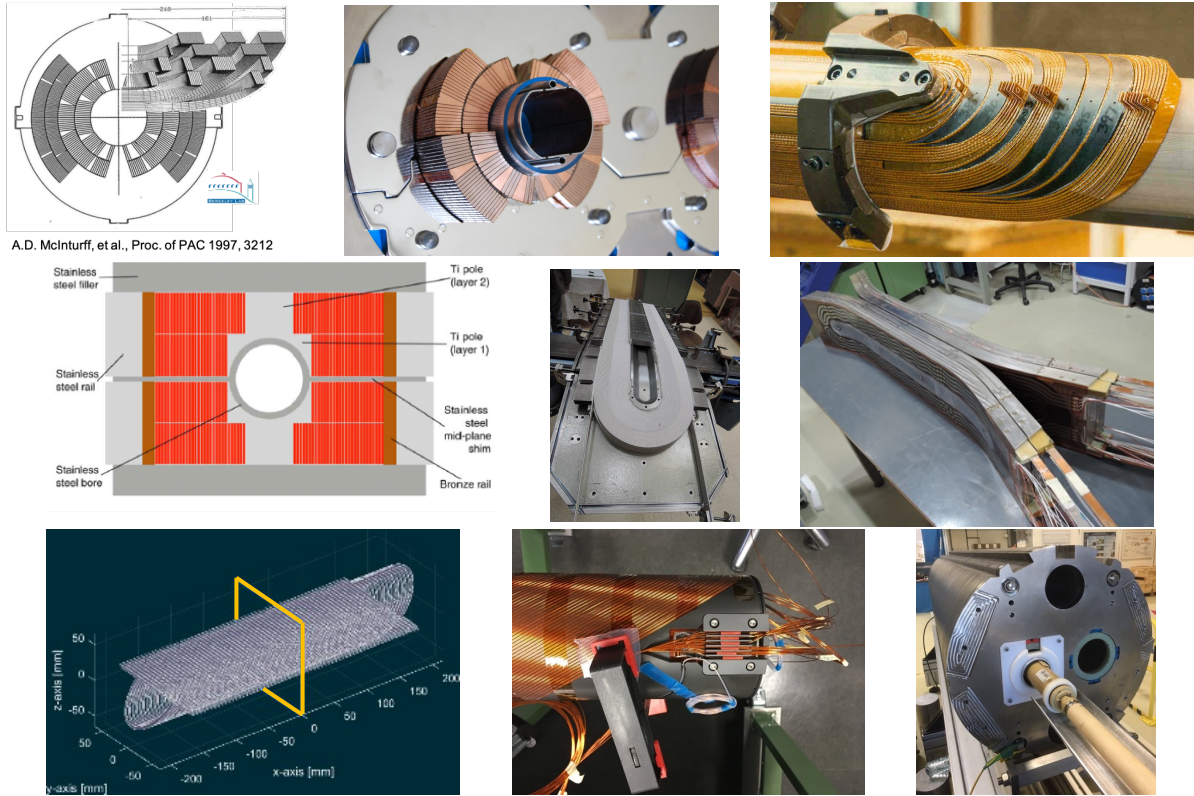 248
161
BERKELEY LAB
A.D. McInturff, et al., Proc. of PAC 1997, 3212
Stainless
steel filler
Ti pole
(layer 2)
Ti pole
(layer 1)
Stainless
steel rail
Stainless
steel
mid-plane
shim
Stainless
steel bore
Bronze rail
z-axis [mm]
50
0
-50
50
0
-50
y-axis [mm]
-200
-150
-100
-50
0
50
100
150
200
x-axis [mm]